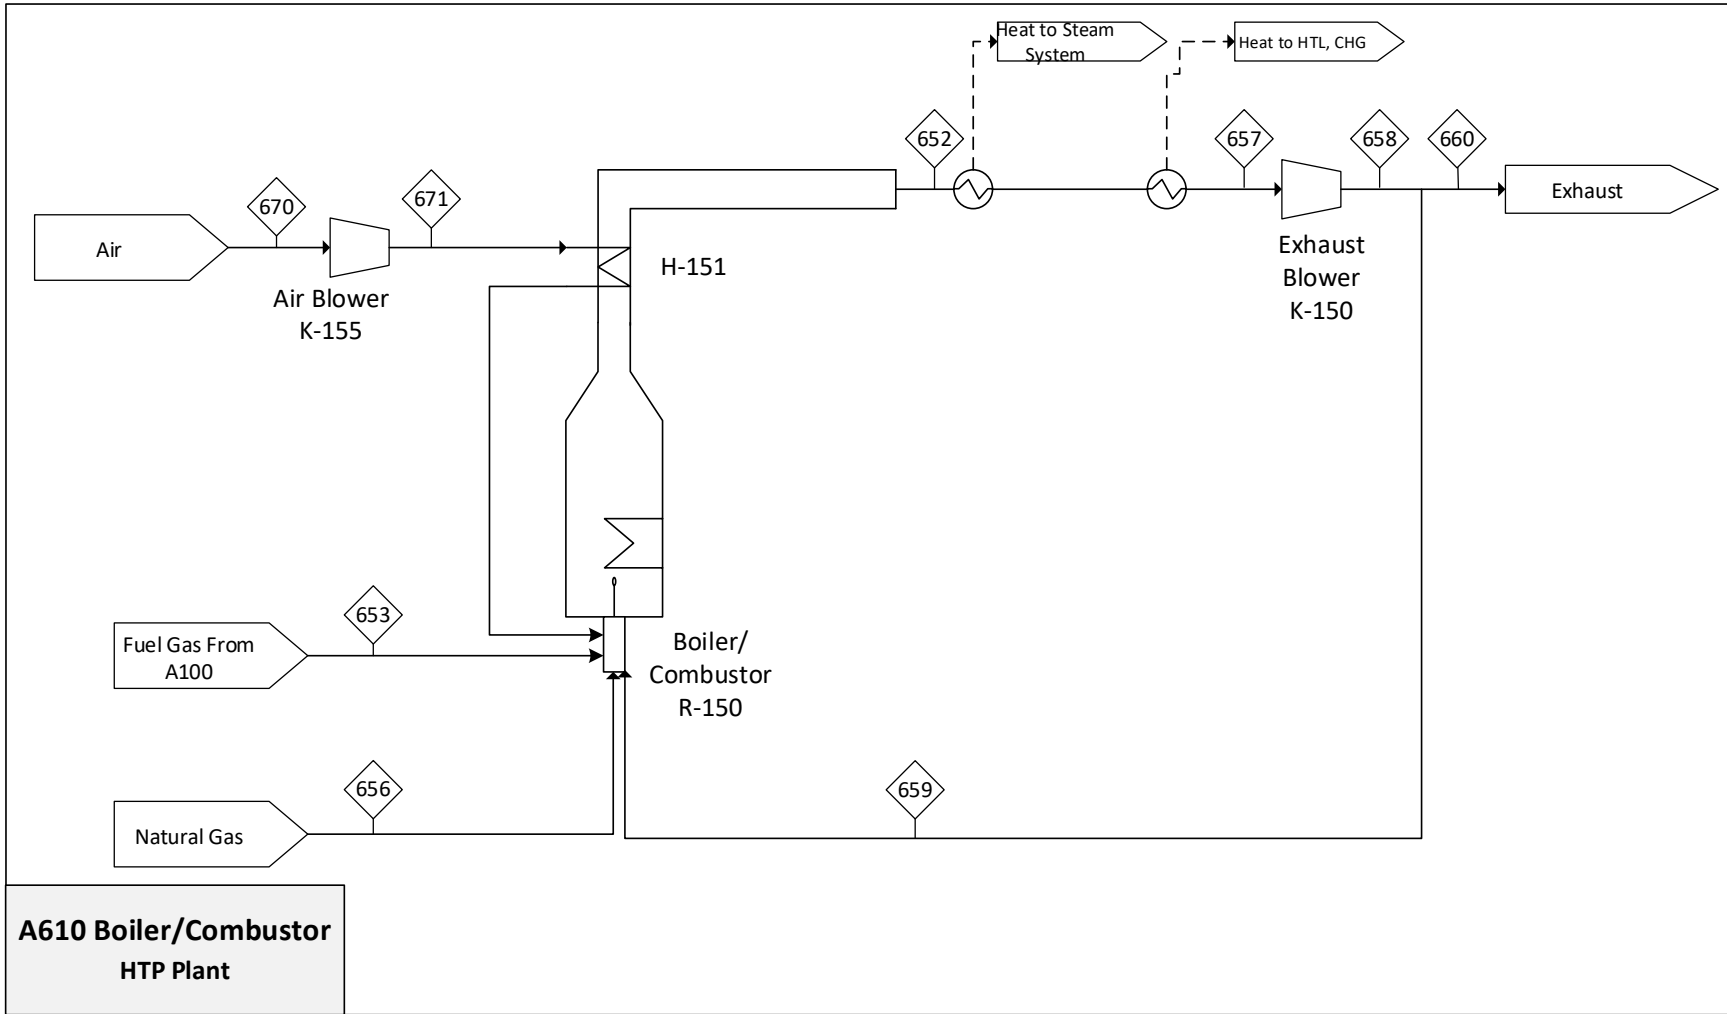 Heat to Steam
System
Heat to HTL, CHG
652
657
658
660
Exhaust
670
671
Air
Air Blower
K-155
H-151
Exhaust
Blower
K-150
653
Fuel Gas From
A100
Boiler/
Combustor
R-150
656
659
Natural Gas
A610 Boiler/Combustor
HTP Plant